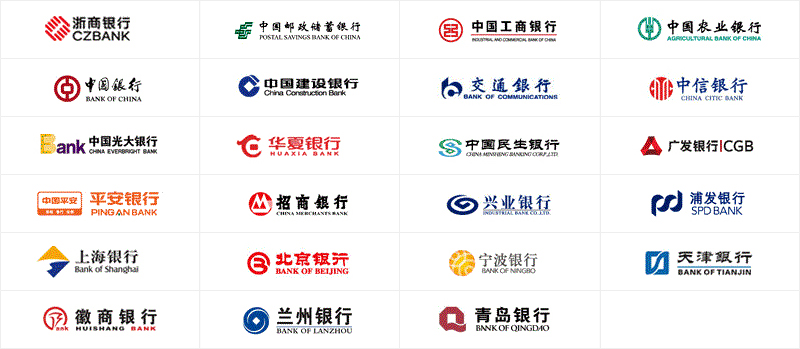 浙商银行
CZBANK
中国邮政储蓄银行
POSTAL SAVINGS BANK OF CHINA
中国工商银行
INDUSTRIAL AND COMMERCIAL BANK OF CHINA
中国农业银行
AGRICULTURAL BANK OF CHINA
中国银行
BANK OF CHINA
中国建设银行
China Construction Bank
交通银行
BANK OF COMMUNICATIONS
中信银行
CHINA CITIC BANK
Bank
中国光大银行
CHINA EVERBRIGHT BANK
华夏银行
HUAXIA BANK
中国民生银行
CHINA MINSHENG BANKING CORP.,LTD.
广发银行|CGB
中国平安
平安银行
PING AN BANK
招商银行
CHINA MERCHANTS BANK
兴业银行
INDUSTRIAL BANK CO.,LTD.
浦发银行
SPD BANK
上海银行
Bank of Shanghai
北京银行
BANK OF BEIJING
宁波银行
BANK OF NINGBO
天津銀行
BANK OF TIANJIN
Bank
徽商银行
HUISHANG BANK
兰州银行
BANK OF LANZHOU
青岛银行
BANK OF QINGDAO